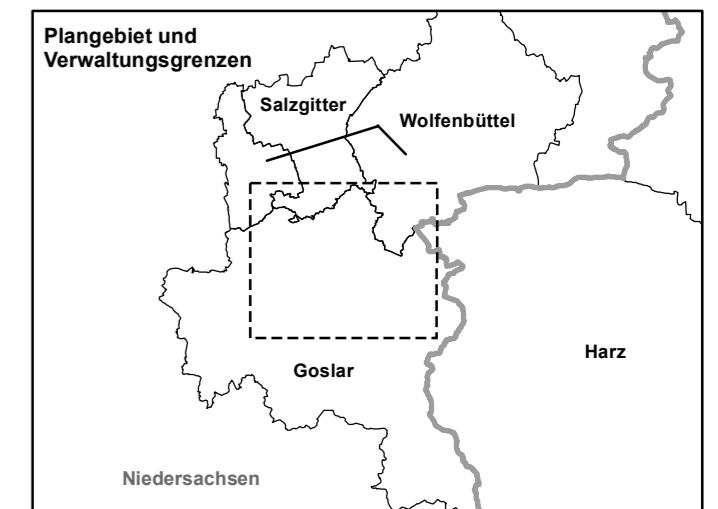 Plangebiet und
Verwaltungsgrenzen
Salzgitter
Wolfenbüttel
Harz
Goslar
Niedersachsen